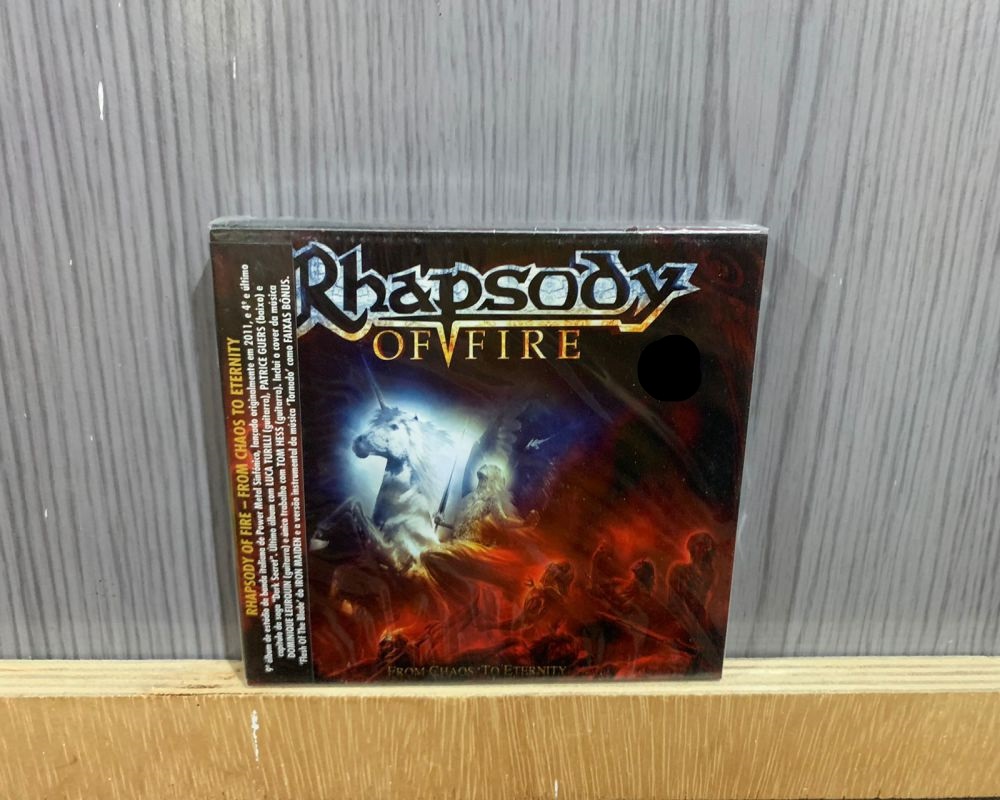 Rhapsody
OF FIRE
FROM CHAOS TO ETERNITY
RHAPSODY OF FIRE – FROM CHAOS TO ETERNITY
9º álbum de estúdio da banda italiana de Power Metal Sinfônico, lançado originalmente em 2011, e 4º e último
capítulo da saga "Dark Secret". Último álbum com LUCA TURILLI (guitarra), PATRICE GUERS (baixo) e
DOMINIQUE LEURQUIN (guitarra) e único trabalho com TOM HESS (guitarra). Inclui o cover da música
'Flash Of The Blade' do IRON MAIDEN e a versão instrumental da música 'Tornado' como FAIXAS BÔNUS.